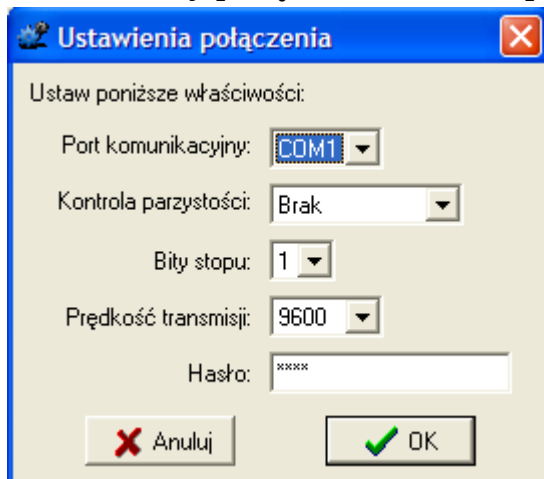 Ustawienia połączenia
Ustaw poniższe właściwości:
Port komunikacyjny: COM1
Kontrola parzystości: Brak
Bity stopu: 1
Prędkość transmisji: 9600
Hasło: ****
Anuluj OK